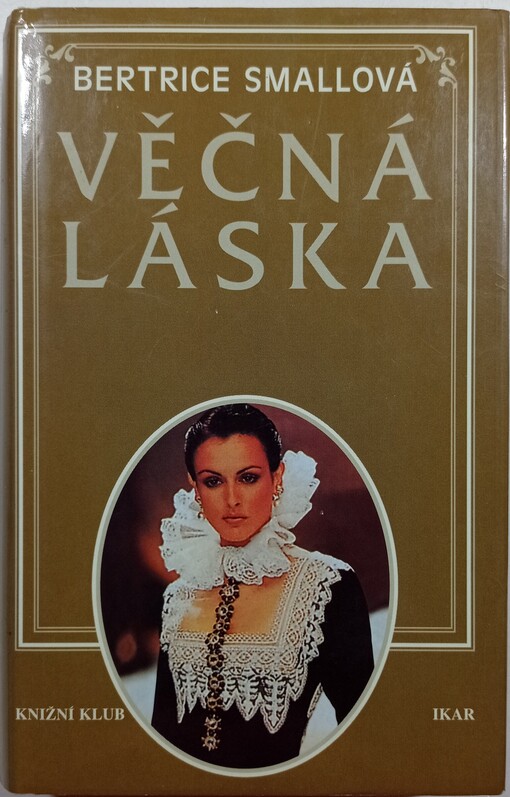 BERTRICE SMALLOVÁ
VĚČNÁ
LÁSKA
KNIŽNÍ KLUB
IKAR